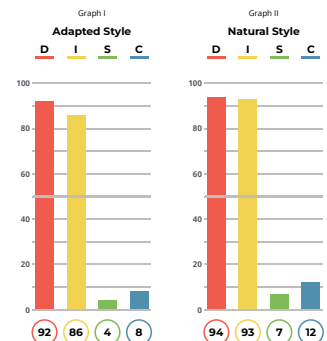 Graph I
Adapted Style
D I S C
100
80
60
40
20
0
92 86 4 8
Graph II
Natural Style
D I S C
100
80
60
40
20
0
94 93 7 12